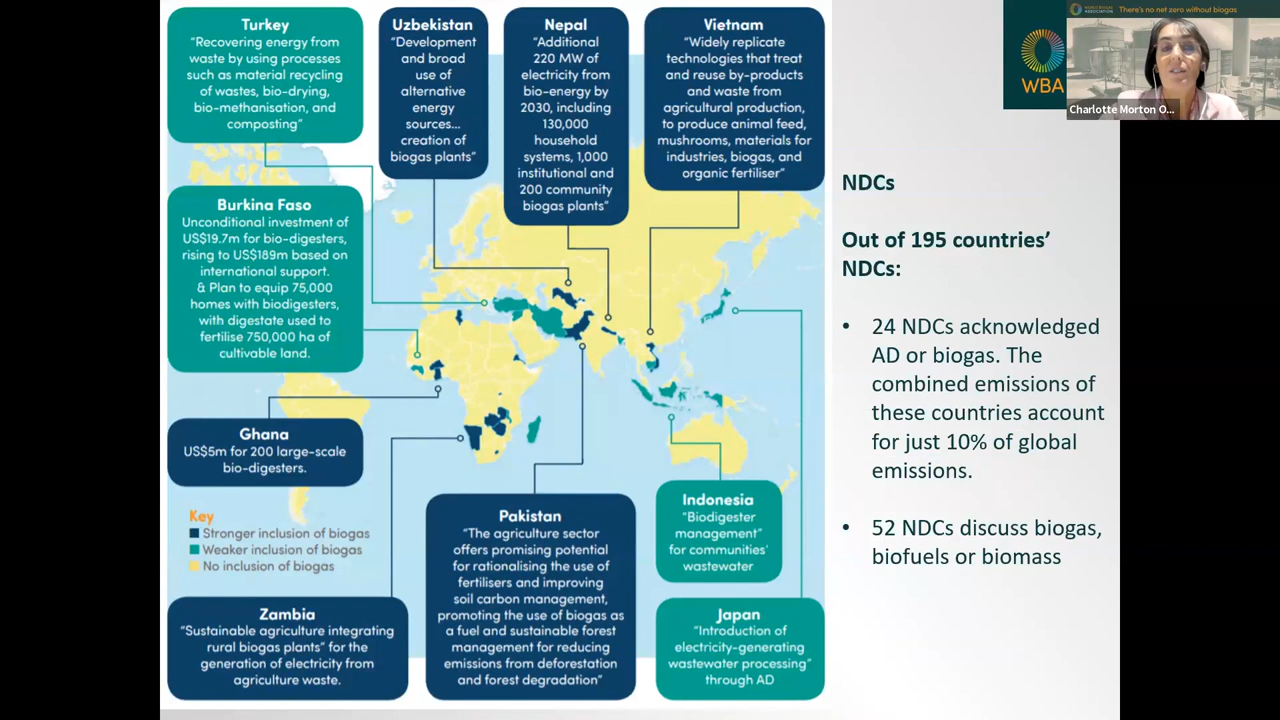 Turkey
“Recovering energy from
waste by using processes
such as material recycling
of wastes, bio-drying,
bio-methanisation, and
composting”
Uzbekistan
“Development
and broad
use of
alternative
energy
sources...
creation of
biogas plants”
Nepal
“Additional
220 MW of
electricity from
bio-energy by
2030, including
130,000
household
systems, 1,000
institutional and
200 community
biogas plants”
Vietnam
“Widely replicate
technologies that treat
and reuse by-products
and waste from
agricultural production,
to produce animal feed,
mushrooms, materials for
industries, biogas, and
organic fertiliser”
Burkina Faso
Unconditional investment of
US$19.7m for bio-digesters,
rising to US$189m based on
international support.
& Plan to equip 75,000
homes with biodigesters,
with digestate used to
fertilise 750,000 ha of
cultivable land.
Ghana
US$5m for 200 large-scale
bio-digesters.
Key
Stronger inclusion of biogas
Weaker inclusion of biogas
No inclusion of biogas
Zambia
“Sustainable agriculture integrating
rural biogas plants” for the
generation of electricity from
agriculture waste.
Pakistan
“The agriculture sector
offers promising potential
for rationalising the use of
fertilisers and improving
soil carbon management,
promoting the use of biogas as
a fuel and sustainable forest
management for reducing
emissions from deforestation
and forest degradation”
Indonesia
“Biodigester
management”
for communities’
wastewater
Japan
“Introduction of
electricity-generating
wastewater processing”
through AD
NDCs
Out of 195 countries’
NDCs:
• 24 NDCs acknowledged
AD or biogas. The
combined emissions of
these countries account
for just 10% of global
emissions.
• 52 NDCs discuss biogas,
biofuels or biomass
WBA
WORLD BIOGAS
ASSOCIATION
There's no net zero without biogas
Charlotte Morton O...